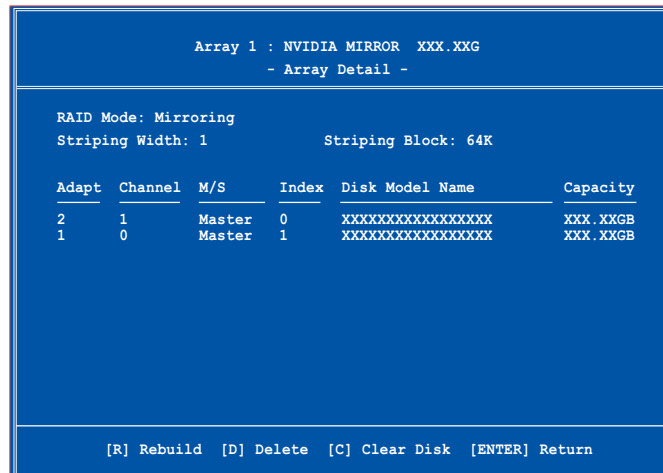 Array 1 : NVIDIA MIRROR XXX.XXG
- Array Detail -
RAID Mode: Mirroring
Striping Width: 1 Striping Block: 64K
Adapt Channel M/S Index Disk Model Name Capacity
2 1 Master 0 XXXXXXXXXXXXXXXXX XXX.XXGB
1 0 Master 1 XXXXXXXXXXXXXXXXX XXX.XXGB
[R] Rebuild [D] Delete [C] Clear Disk [ENTER] Return